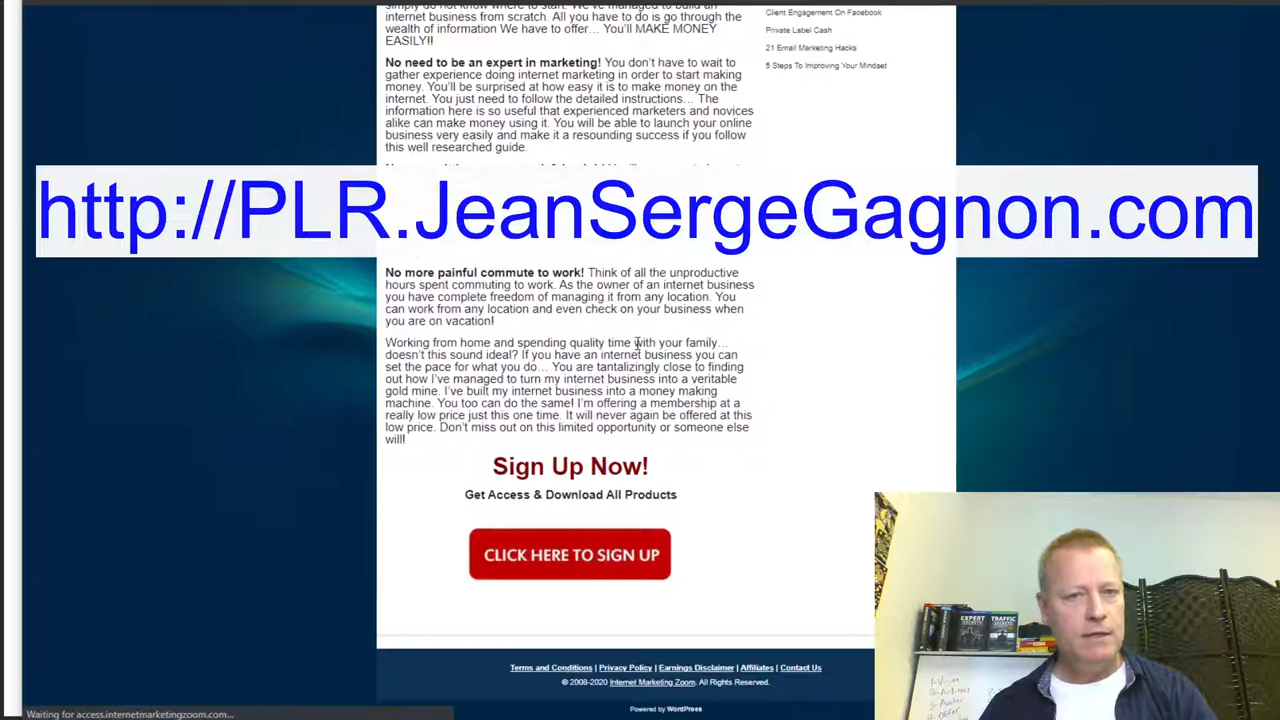 internet business from scratch. All you have to do is go through the
wealth of information We have to offer… You'll MAKE MONEY
EASILY!!
No need to be an expert in marketing! You don't have to wait to
gather experience doing internet marketing in order to start making
money. You'll be surprised at how easy it is to make money on the
internet. You just need to follow the detailed instructions… The
information here is so useful that experienced marketers and novices
alike can make money using it. You will be able to launch your online
business very easily and make it a resounding success if you follow
this well researched guide.
Client Engagement On Facebook
Private Label Cash
21 Email Marketing Hacks
5 Steps To Improving Your Mindset
http://PLR.JeanSergeGagnon.com
No more painful commute to work! Think of all the unproductive
hours spent commuting to work. As the owner of an internet business
you have complete freedom of managing it from any location. You
can work from any location and even check on your business when
you are on vacation!
Working from home and spending quality time with your family…
doesn't this sound ideal? If you have an internet business you can
set the pace for what you do… You are tantalizingly close to finding
out how I've managed to turn my internet business into a veritable
gold mine. I've built my internet business into a money making
machine. You too can do the same! I'm offering a membership at a
really low price just this one time. It will never again be offered at this
low price. Don't miss out on this limited opportunity or someone else
will!
Sign Up Now!
Get Access & Download All Products
CLICK HERE TO SIGN UP
Terms and Conditions | Privacy Policy | Earnings Disclaimer | Affiliates | Contact Us
© 2008-2020 Internet Marketing Zoom. All Rights Reserved.
Powered by WordPress
Waiting for access.internetmarketingzoom.com...
EXPERT
SECRETS
TRAFFIC
SECRETS